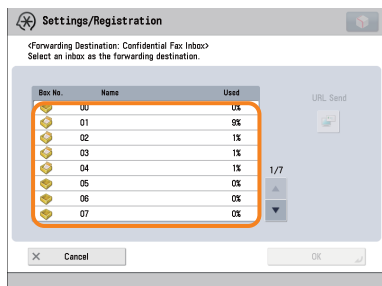 Settings/Registration
<Forwarding Destination: Confidential Fax Inbox>
Select an inbox as the forwarding destination.
Box No. Name Used
00 0%
01 9%
02 1%
03 1%
04 1%
05 0%
06 0%
07 0%
URL Send
1/7
Cancel
OK